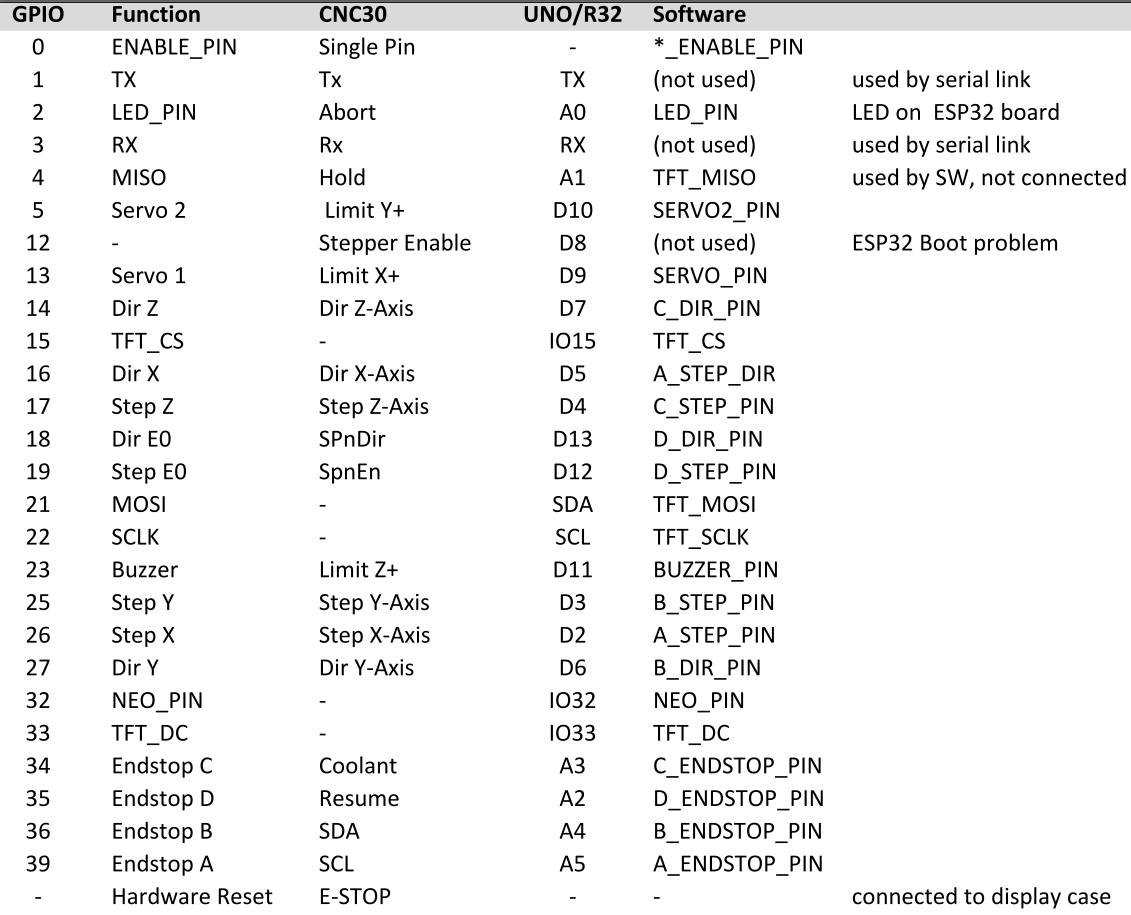 GPIO Function CNC30 UNO/R32 Software
0 ENABLE_PIN Single Pin - *_ENABLE_PIN
1 TX Tx TX (not used) used by serial link
2 LED_PIN Abort A0 LED_PIN LED on ESP32 board
3 RX Rx RX (not used) used by serial link
4 MISO Hold A1 TFT_MISO used by SW, not connected
5 Servo 2 Limit Y+ D10 SERVO2_PIN
12 - Stepper Enable D8 (not used) ESP32 Boot problem
13 Servo 1 Limit X+ D9 SERVO_PIN
14 Dir Z Dir Z-Axis D7 C_DIR_PIN
15 TFT_CS - IO15 TFT_CS
16 Dir X Dir X-Axis D5 A_STEP_DIR
17 Step Z Step Z-Axis D4 C_STEP_PIN
18 Dir E0 SPnDir D13 D_DIR_PIN
19 Step E0 SpnEn D12 D_STEP_PIN
21 MOSI - SDA TFT_MOSI
22 SCLK - SCL TFT_SCLK
23 Buzzer Limit Z+ D11 BUZZER_PIN
25 Step Y Step Y-Axis D3 B_STEP_PIN
26 Step X Step X-Axis D2 A_STEP_PIN
27 Dir Y Dir Y-Axis D6 B_DIR_PIN
32 NEO_PIN - IO32 NEO_PIN
33 TFT_DC - IO33 TFT_DC
34 Endstop C Coolant A3 C_ENDSTOP_PIN
35 Endstop D Resume A2 D_ENDSTOP_PIN
36 Endstop B SDA A4 B_ENDSTOP_PIN
39 Endstop A SCL A5 A_ENDSTOP_PIN
- Hardware Reset E-STOP - - connected to display case